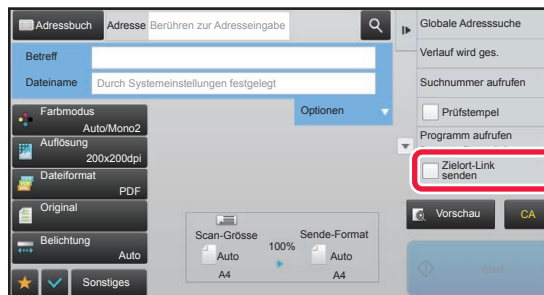 Adressbuch
Adresse
Berühren zur Adresseingabe
Betreff
Dateiname
Durch Systemeinstellungen festgelegt
Optionen
Farbmodus
Auto/Mono2
Auflösung
200x200dpi
Dateiformat
PDF
Original
Belichtung
Auto
Sonstiges
Scan-Grösse
Auto
A4
100%
Sende-Format
Auto
A4
Globale Adresssuche
Verlauf wird ges.
Suchnummer aufrufen
Prüfstempel
Programm aufrufen
Zielort-Link
senden
Vorschau
CA
Start